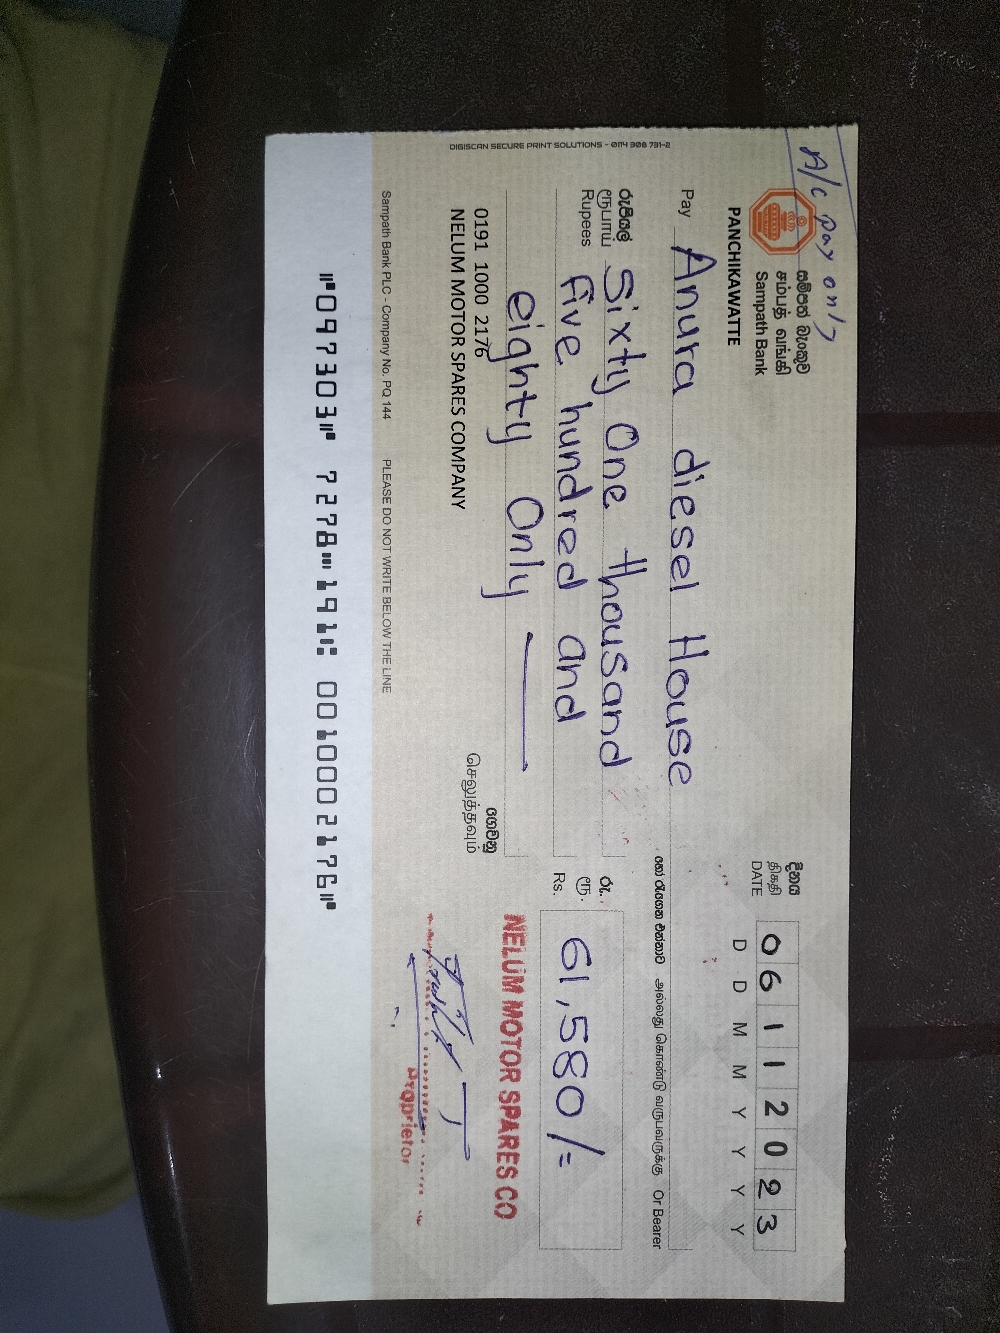 A/c pay only
සම්පත් බැංකුව
சம்பத் வங்கி
Sampath Bank
PANCHIKAWATTE
දිනය
திகதி
DATE
0 6 1 1 2 0 2 3
D D M M Y Y Y Y
Pay Anura diesel House
හෝ රැගෙන එන්නාට அல்லது கொண்டு வருபவருக்கு Or Bearer
රුපියල්
ரூபாய்
Rupees
Sixty One thousand
five hundred and
eighty Only
රු.
ரூ.
Rs.
61,580/=
ගෙවනු
செலுத்தவும்
0191 1000 2176
NELUM MOTOR SPARES COMPANY
NELUM MOTOR SPARES CO
Proprietor
DIGISCAN SECURE PRINT SOLUTIONS - 0114 308 731-2
Sampath Bank PLC - Company No. PQ 144 PLEASE DO NOT WRITE BELOW THE LINE
⑈097303⑈ 7278⑉191⑆ 0010002176⑈